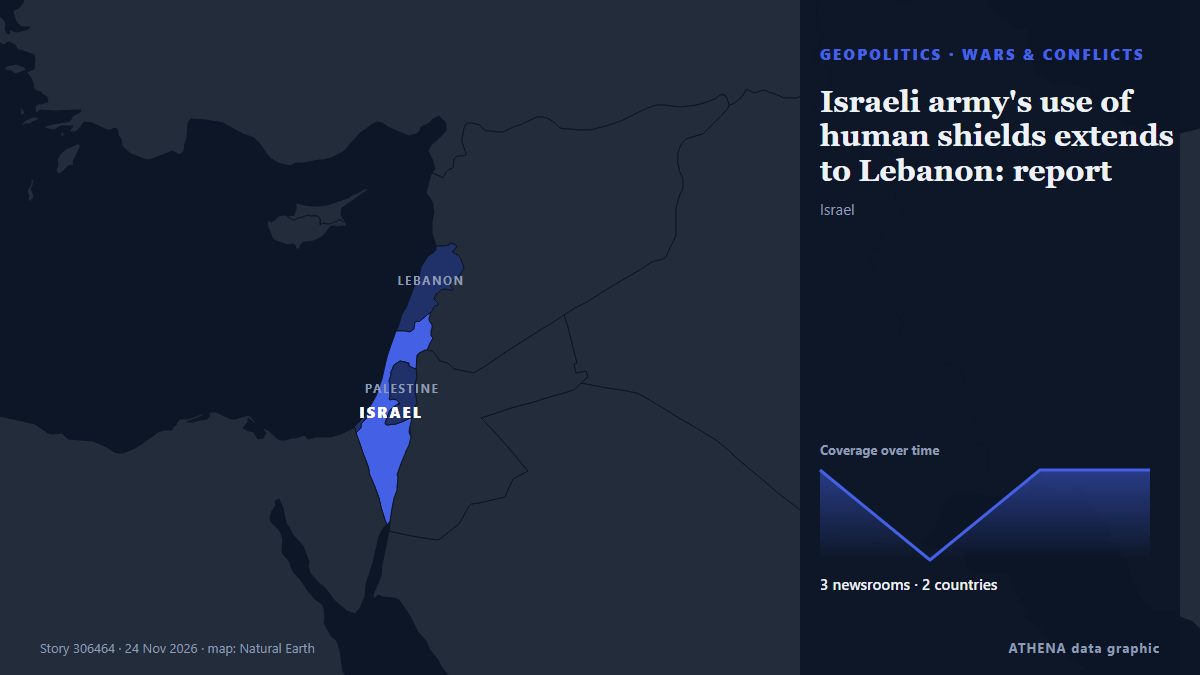 GEOPOLITICS · WARS & CONFLICTS
Israeli army's use of
human shields extends
to Lebanon: report
Israel
LEBANON
PALESTINE
ISRAEL
Coverage over time
3 newsrooms · 2 countries
Story 306464 · 24 Nov 2026 · map: Natural Earth
ATHENA data graphic